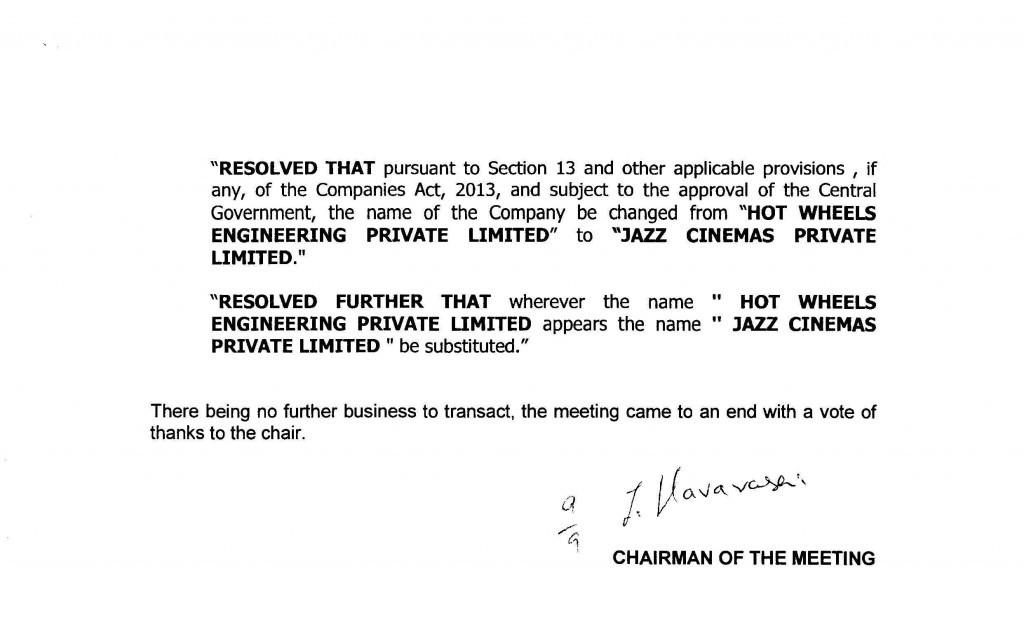 "RESOLVED THAT pursuant to Section 13 and other applicable provisions , if
any, of the Companies Act, 2013, and subject to the approval of the Central
Government, the name of the Company be changed from "HOT WHEELS
ENGINEERING PRIVATE LIMITED" to "JAZZ CINEMAS PRIVATE
LIMITED."
"RESOLVED FURTHER THAT wherever the name " HOT WHEELS
ENGINEERING PRIVATE LIMITED appears the name " JAZZ CINEMAS
PRIVATE LIMITED " be substituted."
There being no further business to transact, the meeting came to an end with a vote of
thanks to the chair.
CHAIRMAN OF THE MEETING